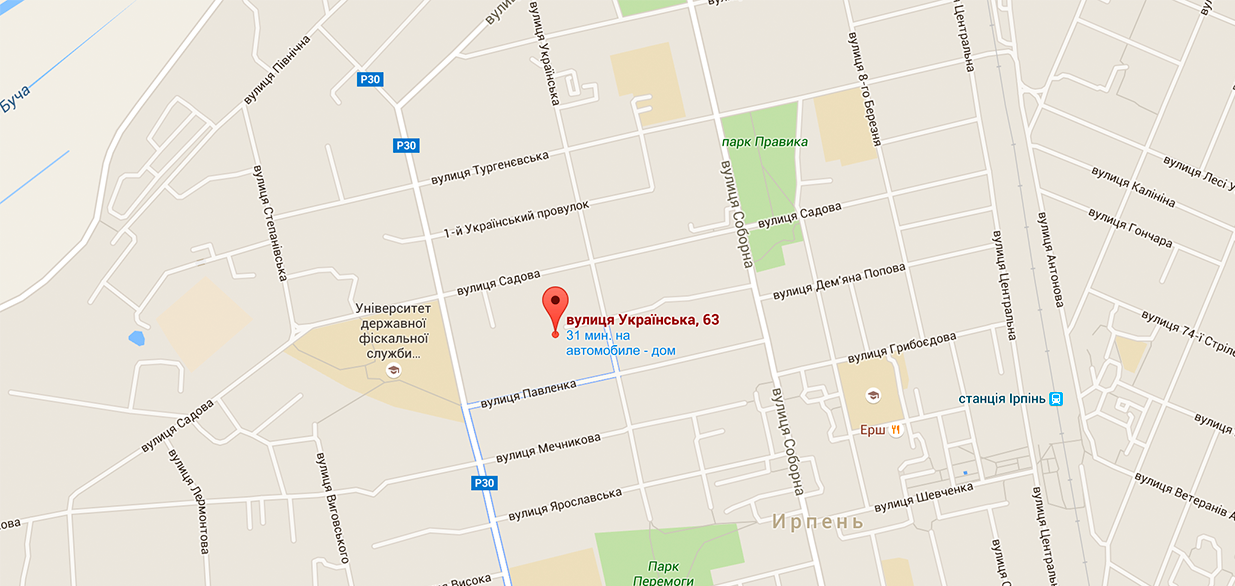 вулиця Українська
вулиця Центральна
вулиця 8-го Березня
вулиця Північна
P30
Буча
P30
парк Правика
вулиця Тургенєвська
вулиця Степанівська
вулиця Соборна
вулиця Калініна
вулиця Лесі У
1-й Український провулок
вулиця Садова
вулиця Гончара
вулиця Антонова
вулиця Центральна
вулиця Садова
вулиця Дем'яна Попова
Університет
державної
фіскальної
служби...
вулиця Українська, 63
31 мин. на
автомобиле - дом
вулиця 74-ї Стріле
вулиця Грибоєдова
вулиця Павленка
станція Ірпінь
вулиця Садова
вулиця Соборна
Ерш
вулиця
вулиця Мечникова
вулиця Лермонтова
вулиця Виговського
P30
вулиця Ярославська
вулиця Шевченка
вулиця Ветеранів А
вулиця Центральна
Ирпень
ова
Парк
Перемоги
Висока